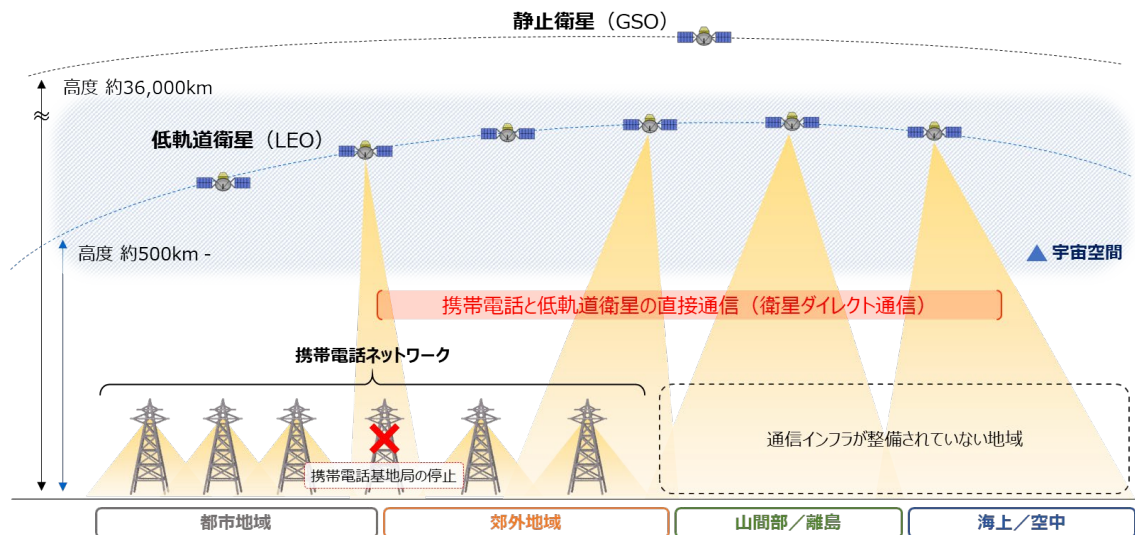 静止衛星（GSO）
高度 約36,000km
低軌道衛星（LEO）
高度 約500km -
▲ 宇宙空間
携帯電話と低軌道衛星の直接通信（衛星ダイレクト通信）
携帯電話ネットワーク
通信インフラが整備されていない地域
携帯電話基地局の停止
都市地域
郊外地域
山間部／離島
海上／空中